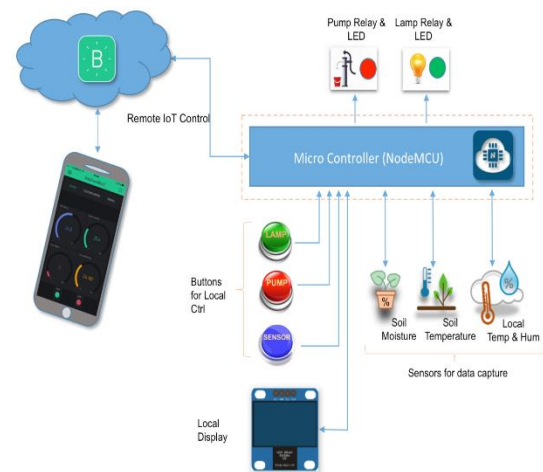 Pump Relay &
LED
Lamp Relay &
LED
B
Remote IoT Control
Micro Controller (NodeMCU)
LAMP
PUMP
SENSOR
Buttons
for Local
Ctrl
%
Soil
Moisture
Soil
Temperature
%
Local
Temp & Hum
Sensors for data capture
Local
Display